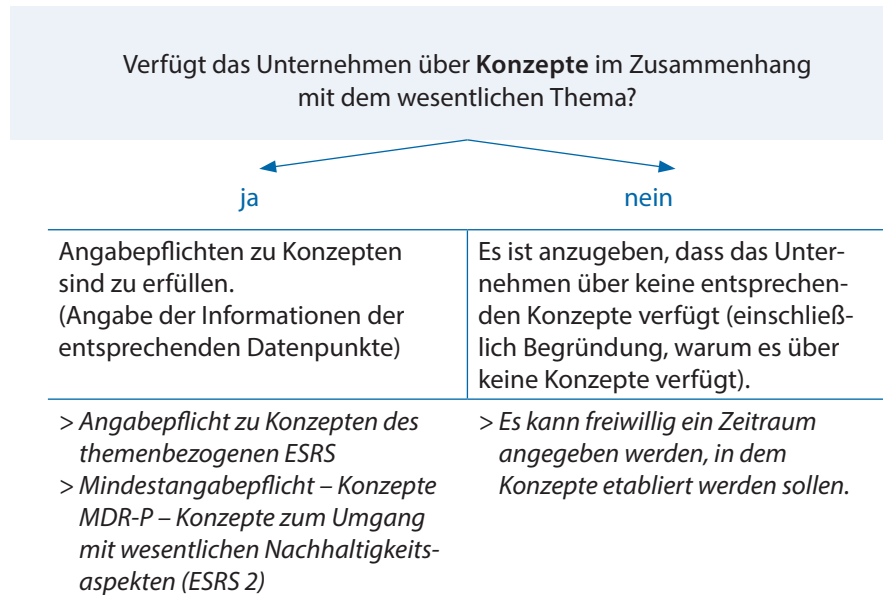 Verfügt das Unternehmen über Konzepte im Zusammenhang
mit dem wesentlichen Thema?
ja
nein
Angabepflichten zu Konzepten
sind zu erfüllen.
(Angabe der Informationen der
entsprechenden Datenpunkte)
Es ist anzugeben, dass das Unter-
nehmen über keine entsprechen-
den Konzepte verfügt (einschließ-
lich Begründung, warum es über
keine Konzepte verfügt).
> Angabepflicht zu Konzepten des
themenbezogenen ESRS
> Mindestangabepflicht – Konzepte
MDR-P – Konzepte zum Umgang
mit wesentlichen Nachhaltigkeits-
aspekten (ESRS 2)
> Es kann freiwillig ein Zeitraum
angegeben werden, in dem
Konzepte etabliert werden sollen.